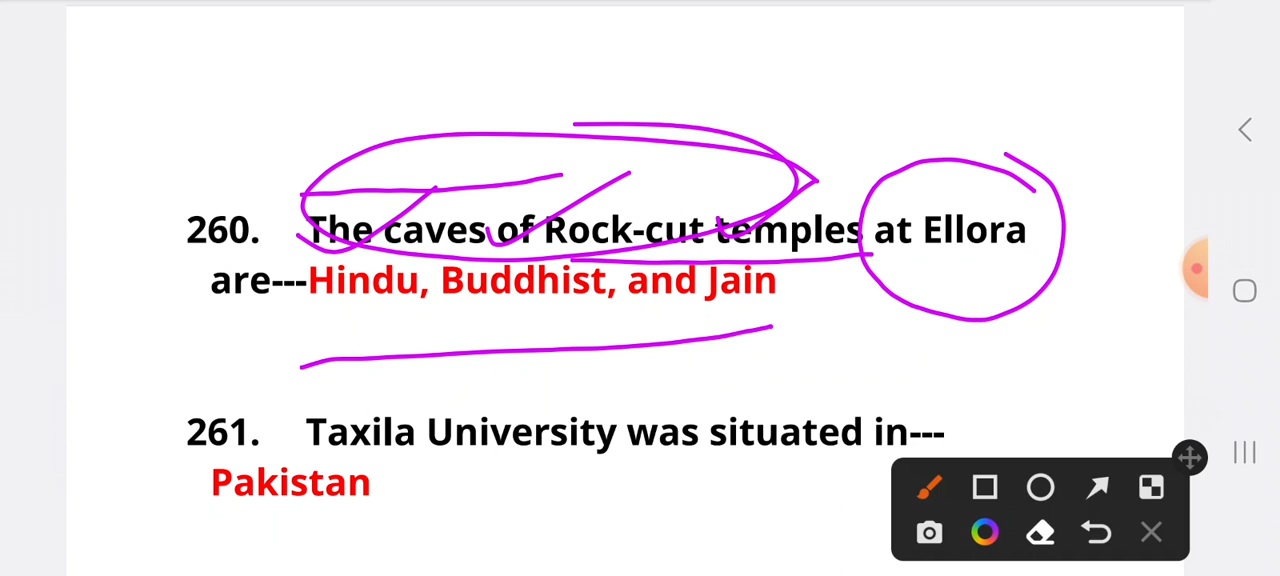 260. The caves of Rock-cut temples at Ellora
are---Hindu, Buddhist, and Jain
261. Taxila University was situated in---
Pakistan